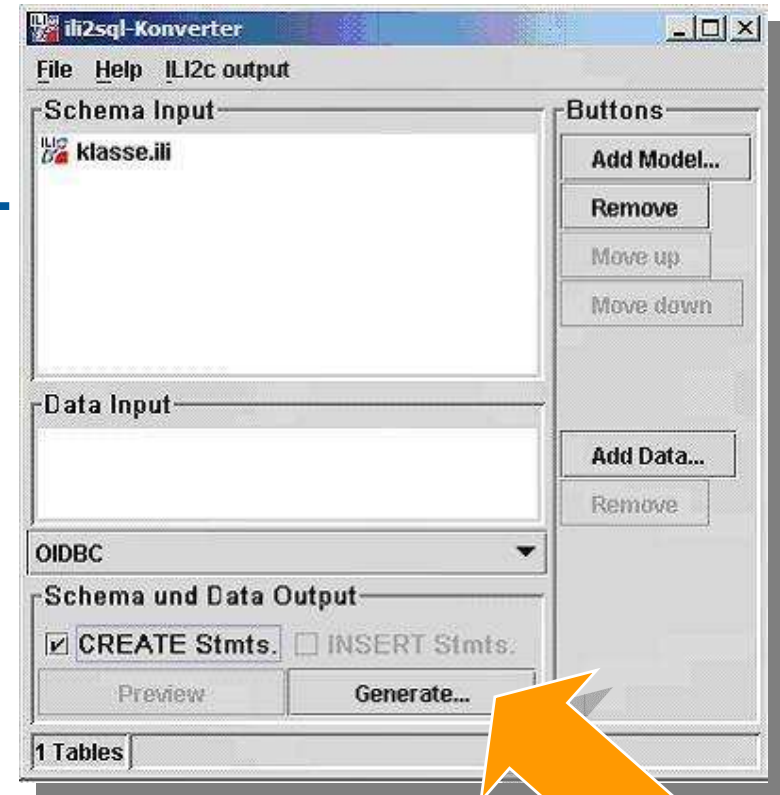 ili2sql-Konverter
File Help ILI2c output
Schema Input
klasse.ili
Buttons
Add Model...
Remove
Move up
Move down
Data Input
Add Data...
Remove
OIDBC
Schema und Data Output
CREATE Stmts. INSERT Stmts.
Preview Generate...
1 Tables